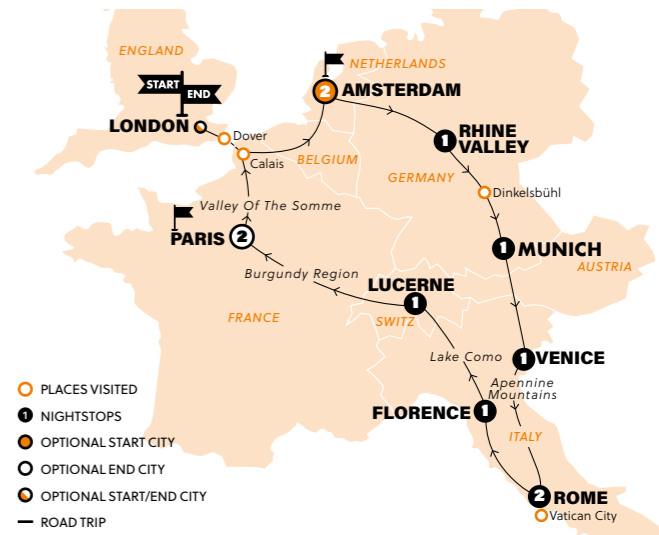 ENGLAND
START
END
LONDON
Dover
Calais
NETHERLANDS
2
AMSTERDAM
BELGIUM
1
RHINE
VALLEY
GERMANY
Dinkelsbühl
Valley Of The Somme
PARIS
2
Burgundy Region
FRANCE
1
MUNICH
AUSTRIA
LUCERNE
1
SWITZ
Lake Como
1
VENICE
Apennine
Mountains
FLORENCE
1
ITALY
2
ROME
Vatican City
PLACES VISITED
1 NIGHTSTOPS
OPTIONAL START CITY
OPTIONAL END CITY
OPTIONAL START/END CITY
ROAD TRIP